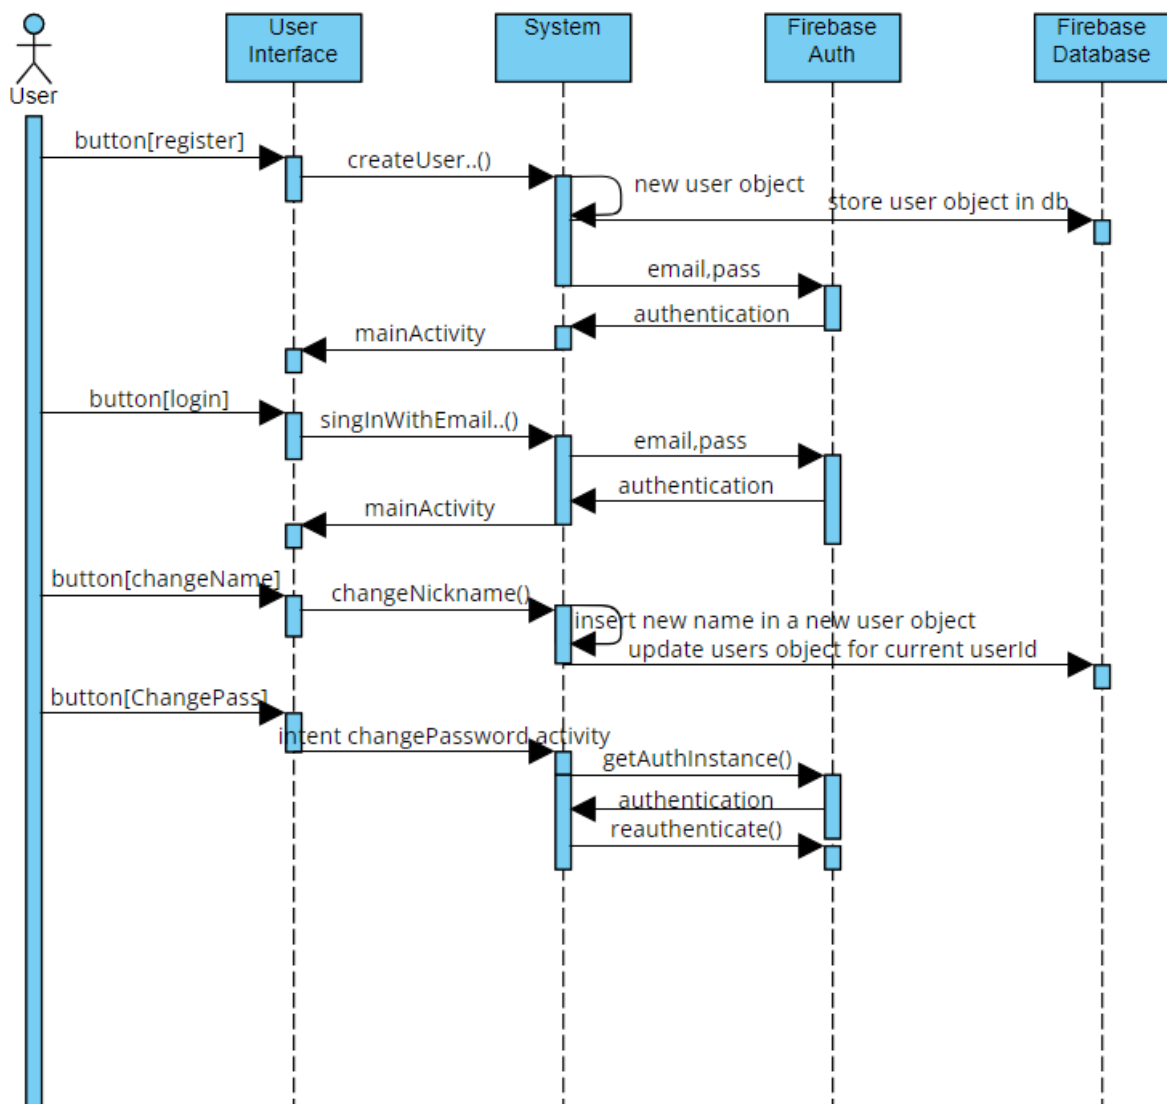 User
Interface
System
Firebase
Auth
Firebase
Database
User
button[register]
createUser..()
new user object
store user object in db
email,pass
authentication
mainActivity
button[login]
singInWithEmail..()
email,pass
authentication
mainActivity
button[changeName]
changeNickname()
insert new name in a new user object
update users object for current userId
button[ChangePass]
intent changePassword activity
getAuthInstance()
authentication
reauthenticate()